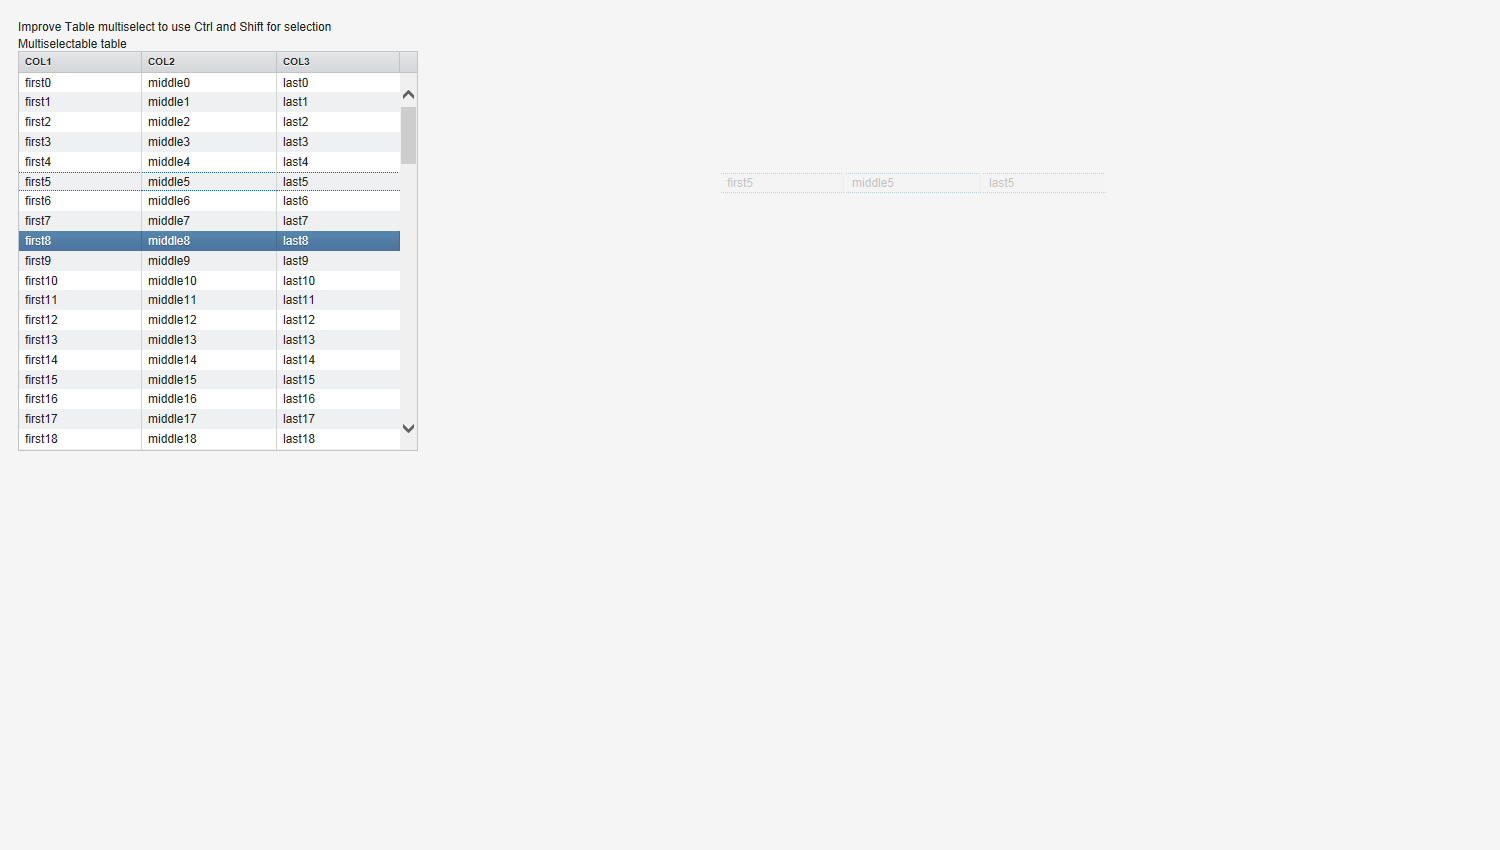 Improve Table multiselect to use Ctrl and Shift for selection
Multiselectable table
COL1 COL2 COL3
first0 middle0 last0
first1 middle1 last1
first2 middle2 last2
first3 middle3 last3
first4 middle4 last4
first5 middle5 last5
first5 middle5 last5
first6 middle6 last6
first7 middle7 last7
first8 middle8 last8
first9 middle9 last9
first10 middle10 last10
first11 middle11 last11
first12 middle12 last12
first13 middle13 last13
first14 middle14 last14
first15 middle15 last15
first16 middle16 last16
first17 middle17 last17
first18 middle18 last18